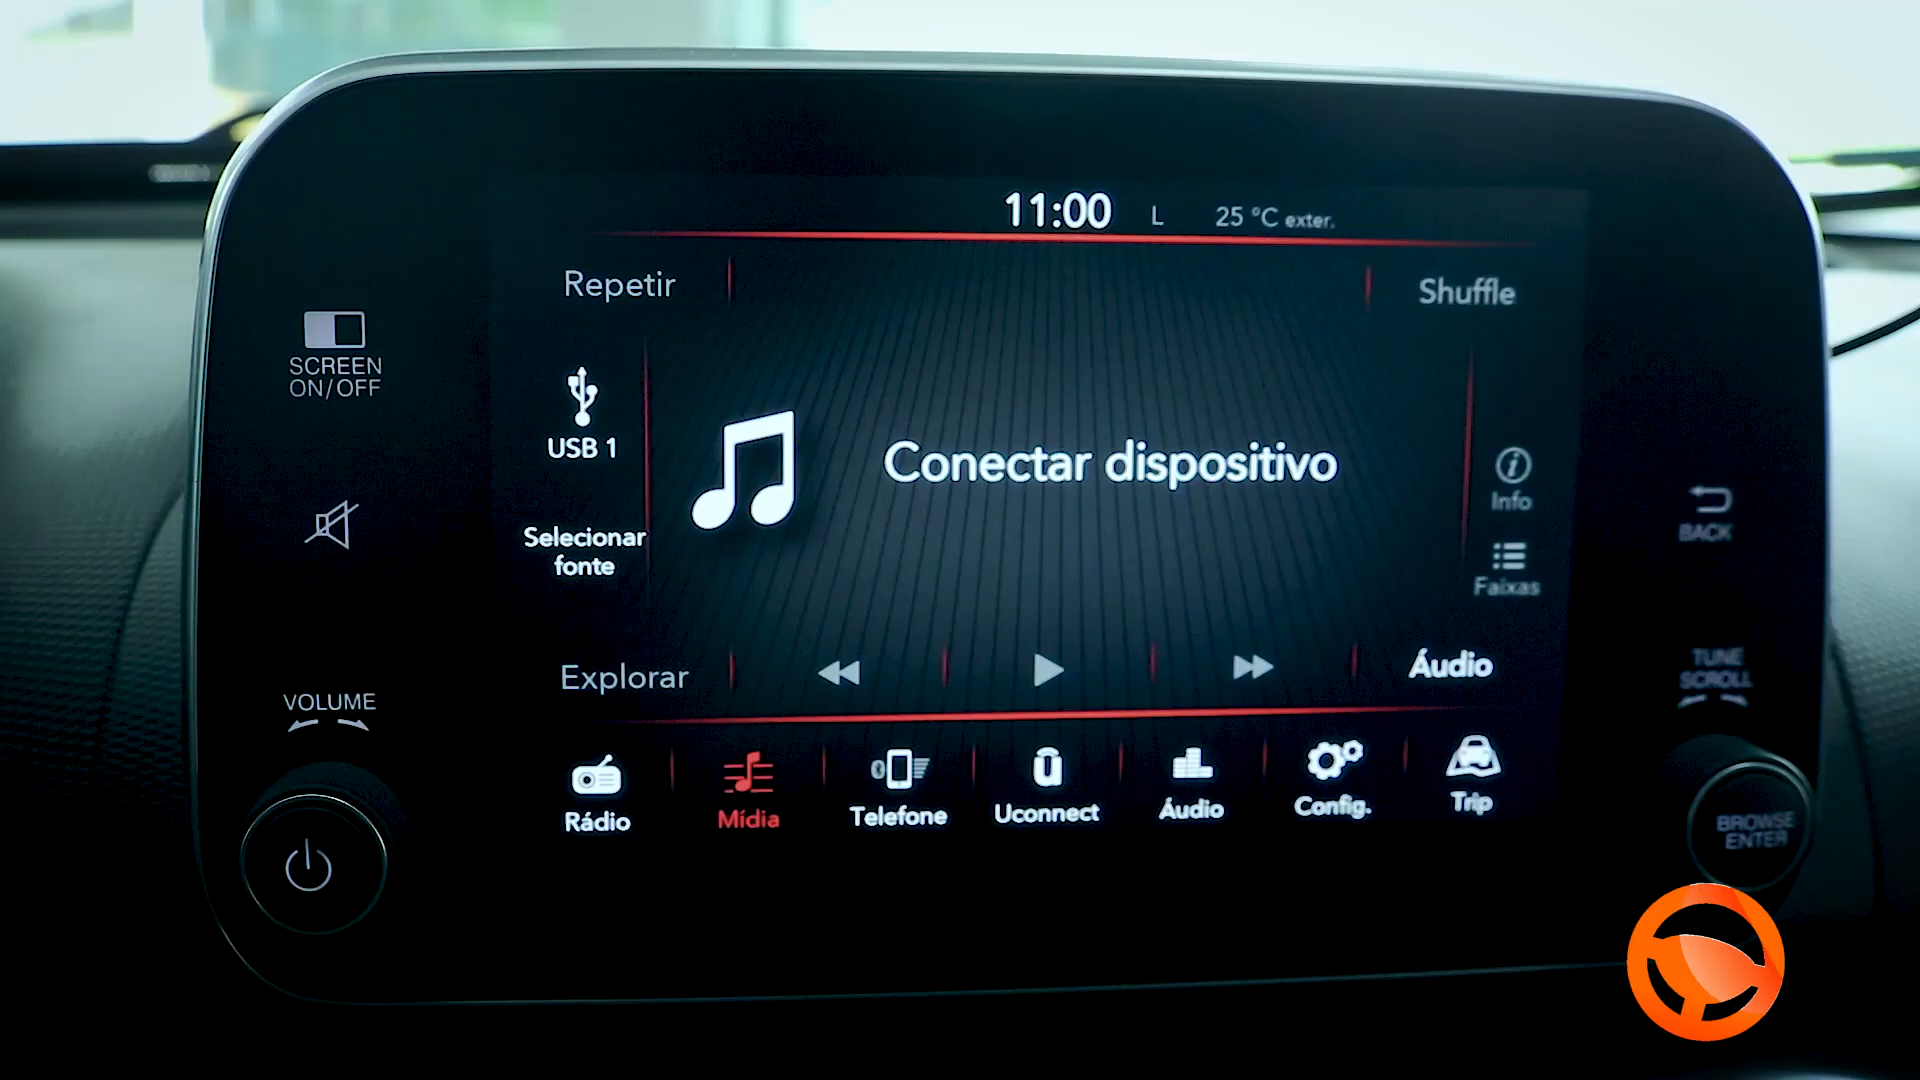 11:00 L 25 °C exter.
Repetir
Shuffle
SCREEN
ON/OFF
USB 1
Conectar dispositivo
Info
BACK
Selecionar
fonte
Faixas
Explorar
Áudio
TUNE
SCROLL
VOLUME
Rádio
Mídia
Telefone
Uconnect
Áudio
Config.
Trip
BROWSE
ENTER